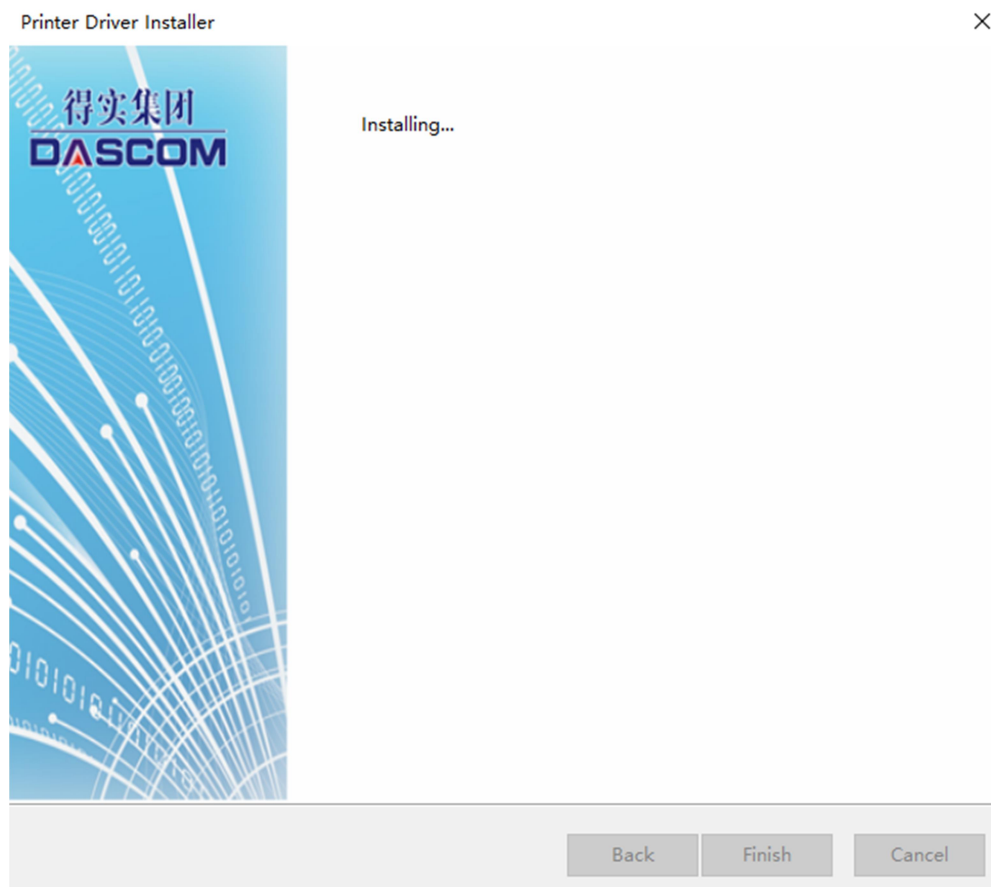 Printer Driver Installer
得实集团
DASCOM
Installing...
Back
Finish
Cancel